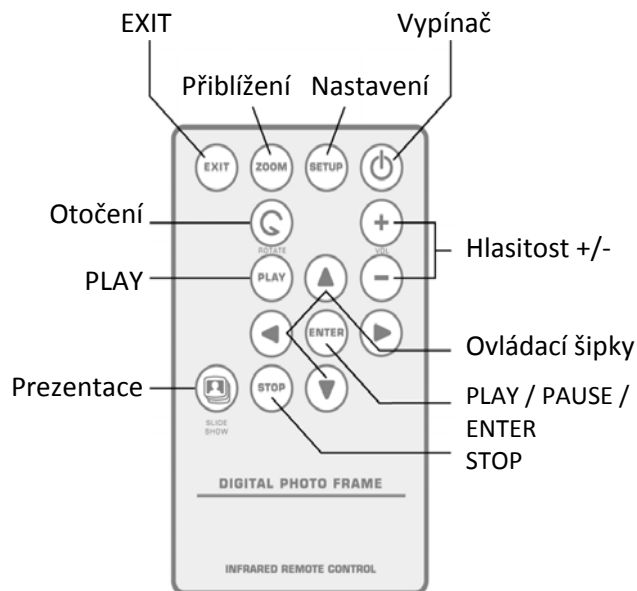 EXIT
Vypínač
Přiblížení
Nastavení
EXIT
ZOOM
SETUP
Otočení
ROTATE
+
VOL
Hlasitost +/-
PLAY
PLAY
−
ENTER
Ovládací šipky
Prezentace
STOP
PLAY / PAUSE /
ENTER
SLIDE
SHOW
STOP
DIGITAL PHOTO FRAME
INFRARED REMOTE CONTROL